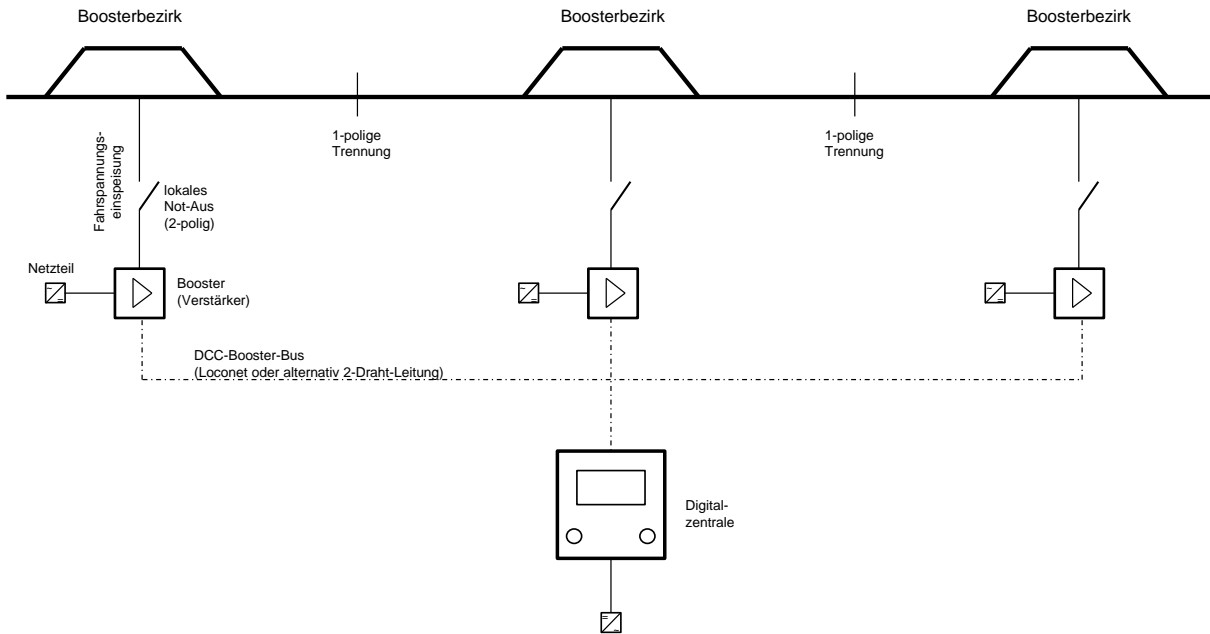 Boosterbezirk
Boosterbezirk
Boosterbezirk
1-polige
Trennung
1-polige
Trennung
Fahrspannungs-
einspeisung
lokales
Not-Aus
(2-polig)
Netzteil
Booster
(Verstärker)
DCC-Booster-Bus
(Loconet oder alternativ 2-Draht-Leitung)
Digital-
zentrale